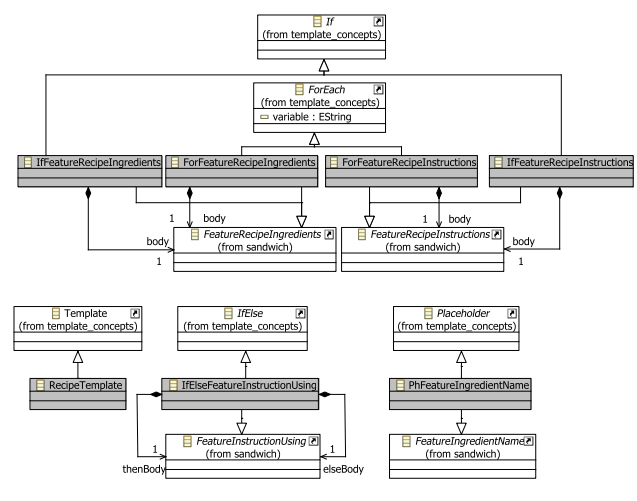 If
(from template_concepts)
ForEach
(from template_concepts)
variable : EString
IfFeatureRecipeIngredients
ForFeatureRecipeIngredients
ForFeatureRecipeInstructions
IfFeatureRecipeInstructions
1 body
1 body
body
FeatureRecipeIngredients
(from sandwich)
1
FeatureRecipeInstructions
(from sandwich)
body
1
Template
(from template_concepts)
IfElse
(from template_concepts)
Placeholder
(from template_concepts)
RecipeTemplate
IfElseFeatureInstructionUsing
PhFeatureIngredientName
1
thenBody
FeatureInstructionUsing
(from sandwich)
1
elseBody
FeatureIngredientName
(from sandwich)